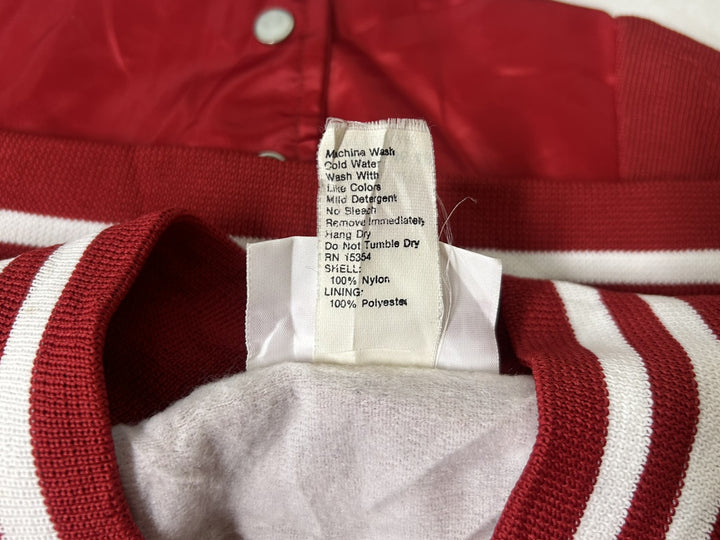 Machine Wash
Cold Water
Wash With
Like Colors
Mild Detergent
No Bleach
Remove Immediately
Hang Dry
Do Not Tumble Dry
RN 15354
SHELL:
100% Nylon
LINING:
100% Polyester